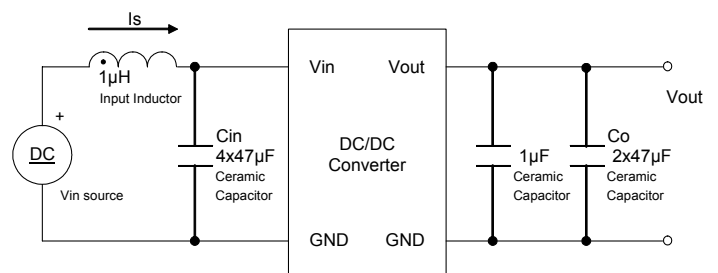 Is
1µH
Input Inductor
+
DC
Vin source
Cin
4x47µF
Ceramic
Capacitor
Vin
Vout
DC/DC
Converter
GND
GND
1µF
Ceramic
Capacitor
Co
2x47µF
Ceramic
Capacitor
Vout